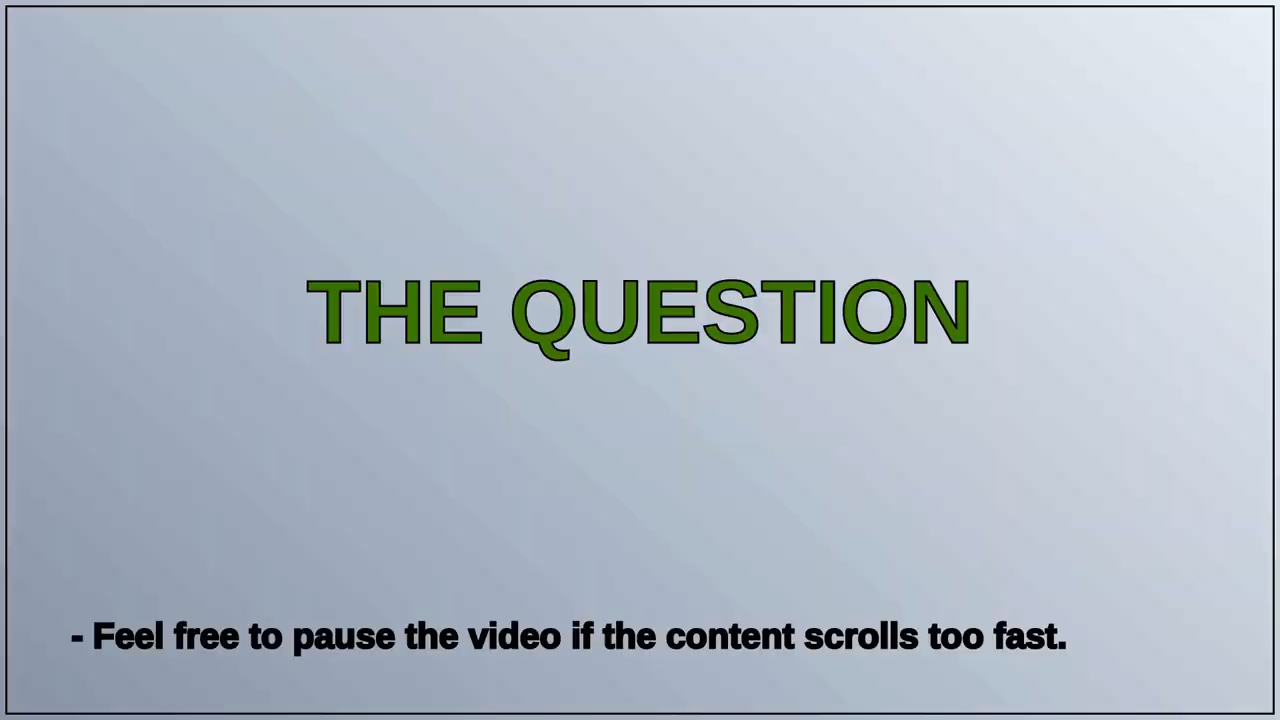 THE QUESTION
- Feel free to pause the video if the content scrolls too fast.